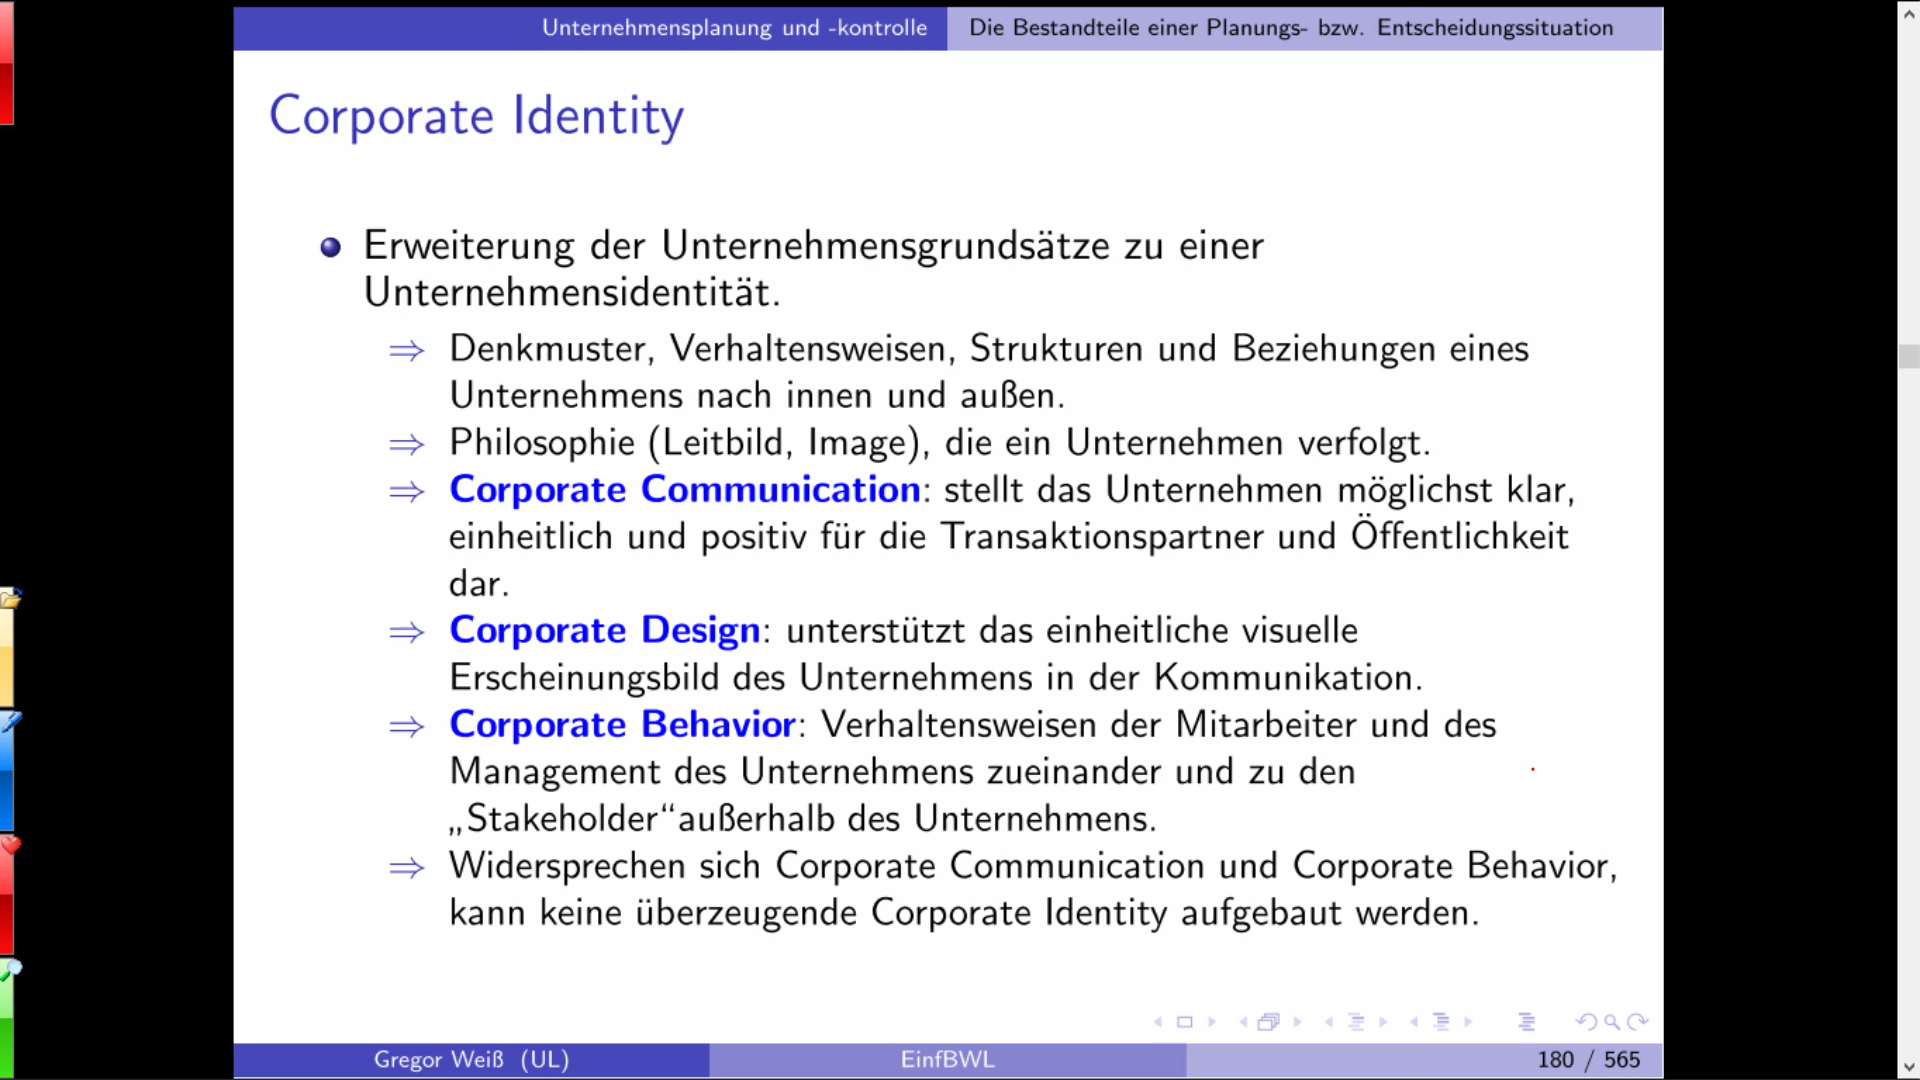 Unternehmensplanung und -kontrolle
Die Bestandteile einer Planungs- bzw. Entscheidungssituation
Corporate Identity
Erweiterung der Unternehmensgrundsätze zu einer
Unternehmensidentität.
⇒ Denkmuster, Verhaltensweisen, Strukturen und Beziehungen eines
Unternehmens nach innen und außen.
⇒ Philosophie (Leitbild, Image), die ein Unternehmen verfolgt.
⇒ Corporate Communication: stellt das Unternehmen möglichst klar,
einheitlich und positiv für die Transaktionspartner und Öffentlichkeit
dar.
⇒ Corporate Design: unterstützt das einheitliche visuelle
Erscheinungsbild des Unternehmens in der Kommunikation.
⇒ Corporate Behavior: Verhaltensweisen der Mitarbeiter und des
Management des Unternehmens zueinander und zu den
„Stakeholder“außerhalb des Unternehmens.
⇒ Widersprechen sich Corporate Communication und Corporate Behavior,
kann keine überzeugende Corporate Identity aufgebaut werden.
Gregor Weiß (UL)
EinfBWL
180 / 565